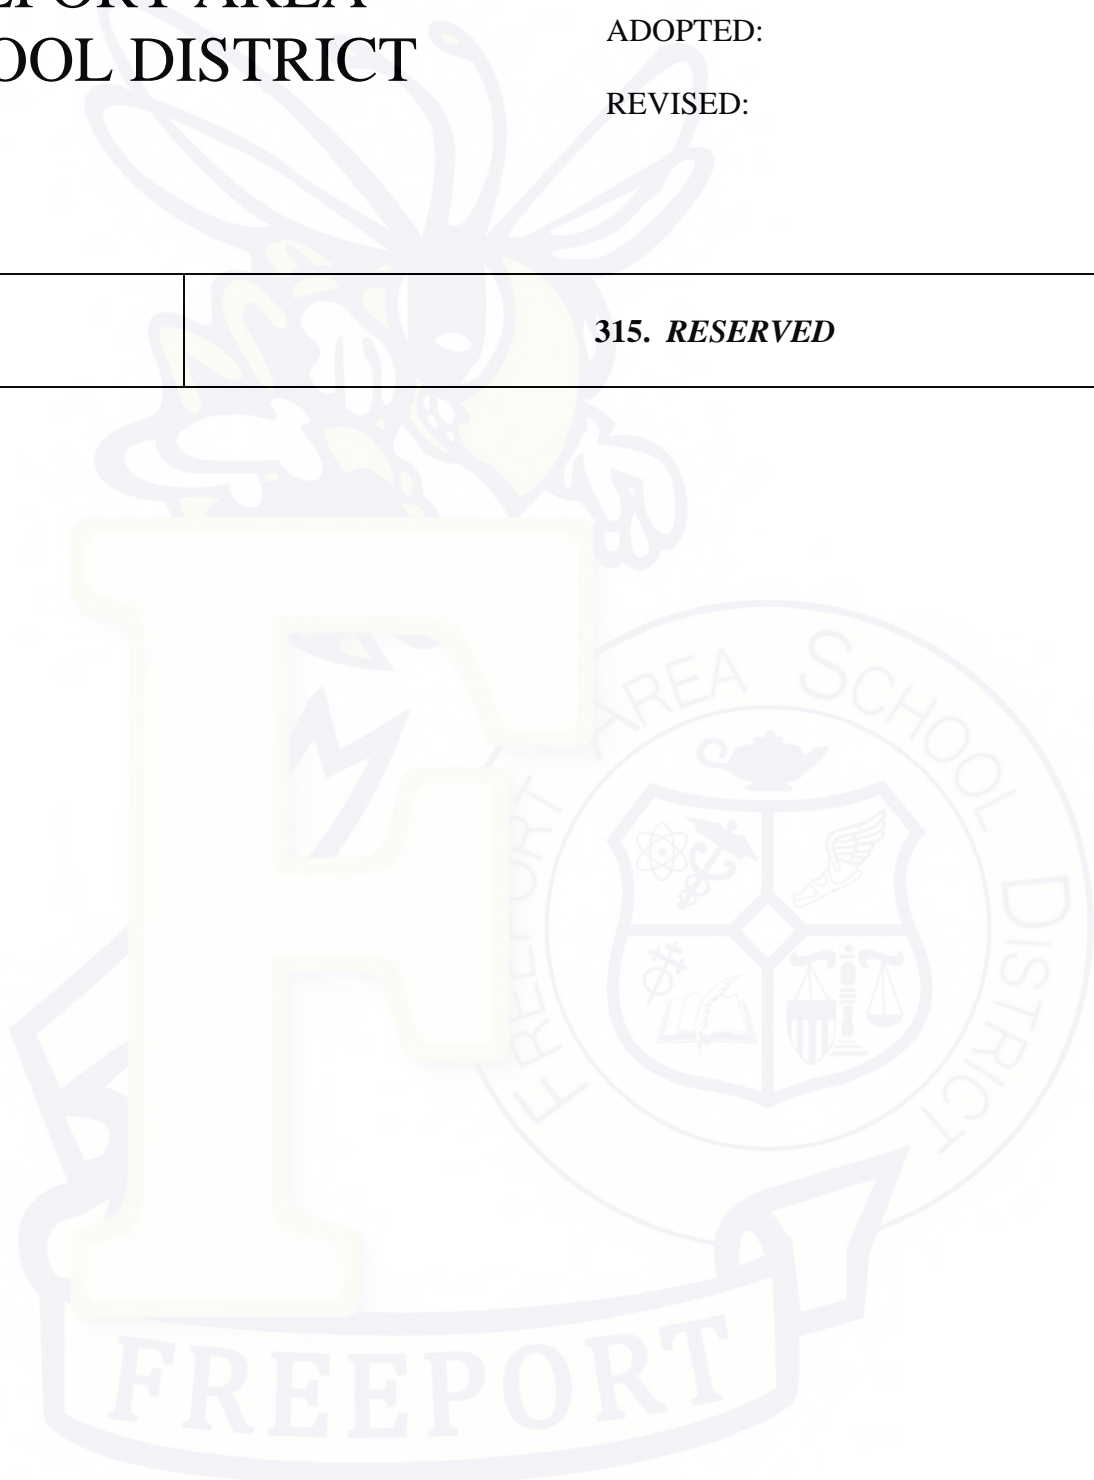 EPORT AREA
OOL DISTRICT
ADOPTED:
REVISED:
315. RESERVED
FREEPORT AREA SCHOOL DISTRICT
FREEPORT